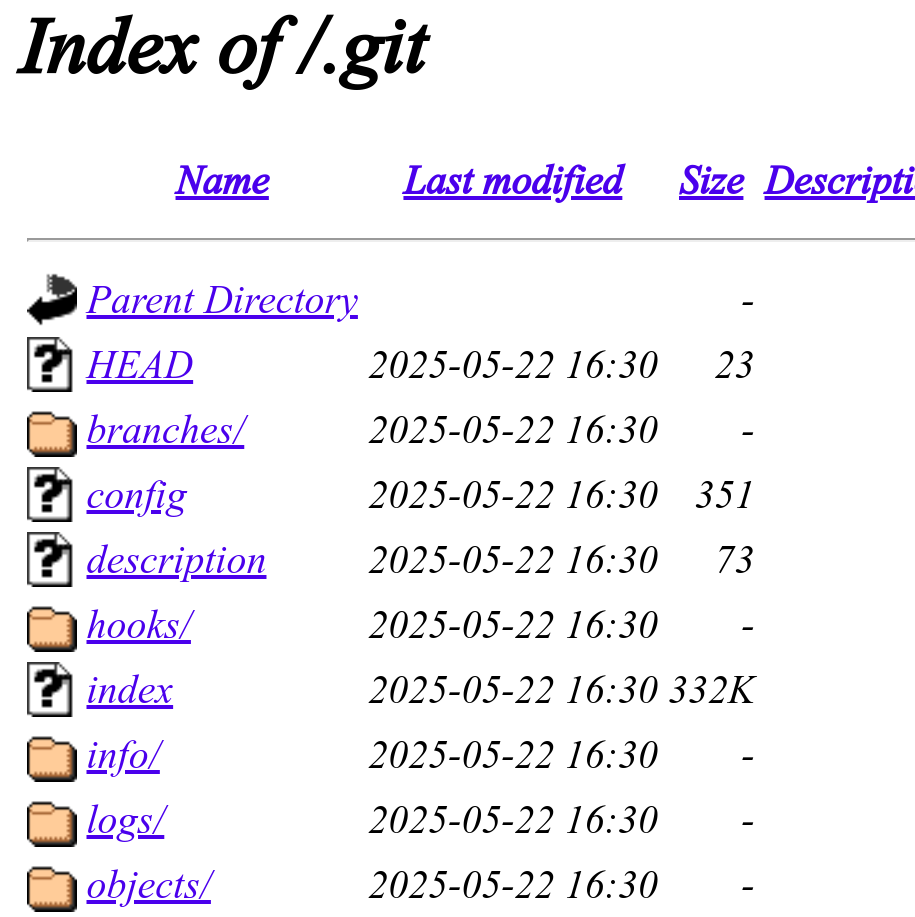 Index of /.git
Name Last modified Size Descripti
Parent Directory -
HEAD 2025-05-22 16:30 23
branches/ 2025-05-22 16:30 -
config 2025-05-22 16:30 351
description 2025-05-22 16:30 73
hooks/ 2025-05-22 16:30 -
index 2025-05-22 16:30 332K
info/ 2025-05-22 16:30 -
logs/ 2025-05-22 16:30 -
objects/ 2025-05-22 16:30 -